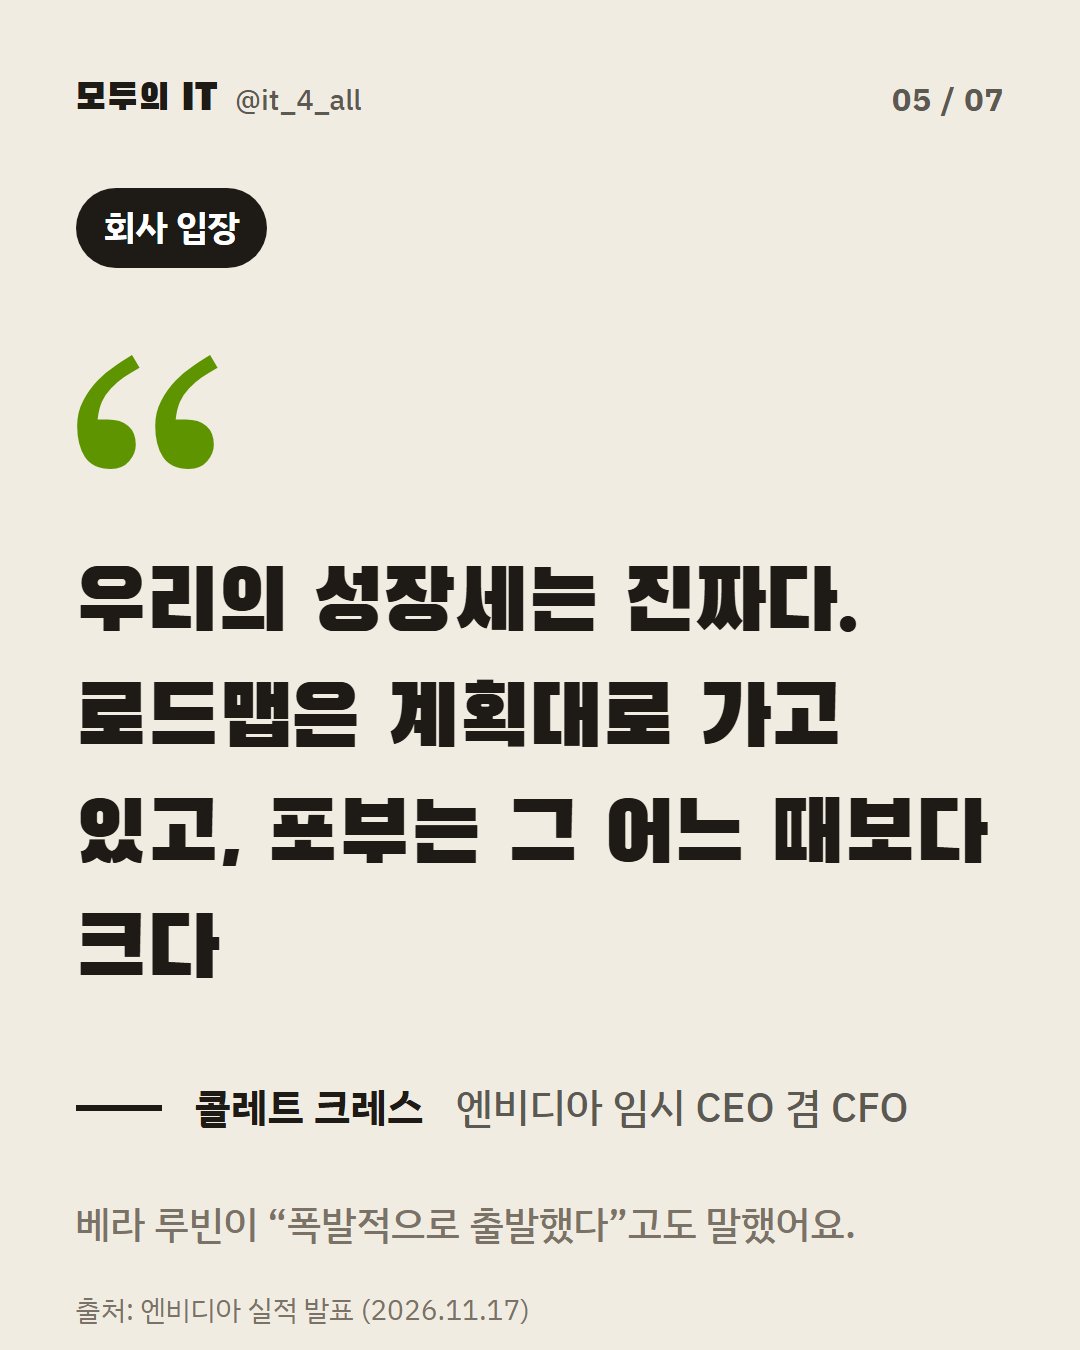 모두의 IT @it_4_all 05 / 07
회사 입장
“
우리의 성장세는 진짜다.
로드맵은 계획대로 가고
있고, 포부는 그 어느 때보다
크다
콜레트 크레스 엔비디아 임시 CEO 겸 CFO
베라 루빈이 “폭발적으로 출발했다”고도 말했어요.
출처: 엔비디아 실적 발표 (2026.11.17)